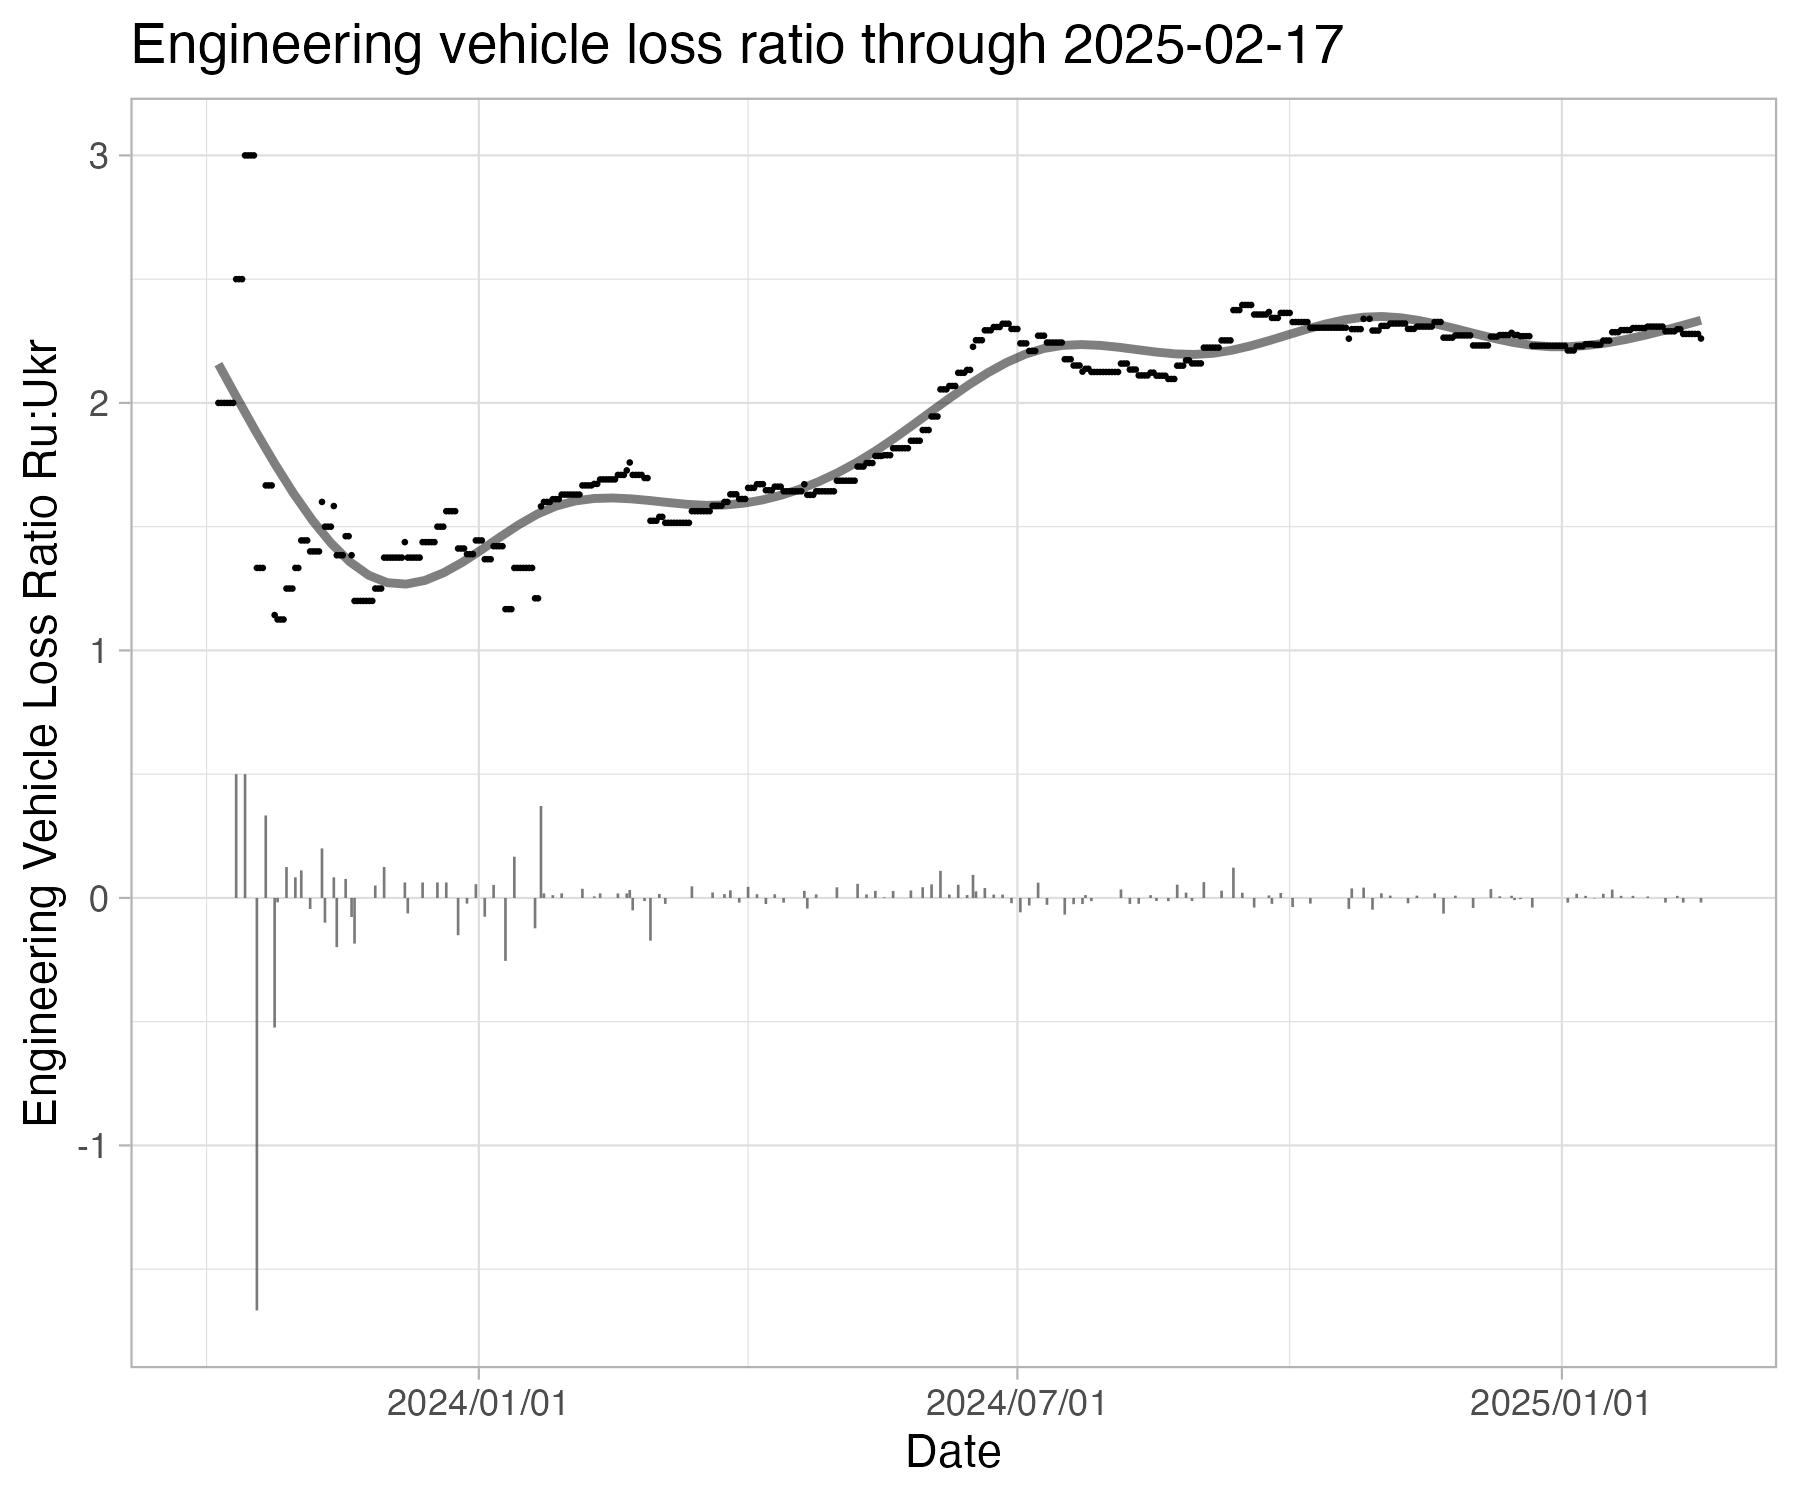 Engineering vehicle loss ratio through 2025-02-17
Engineering Vehicle Loss Ratio Ru:Ukr
3
2
1
0
-1
2024/01/01
2024/07/01
2025/01/01
Date